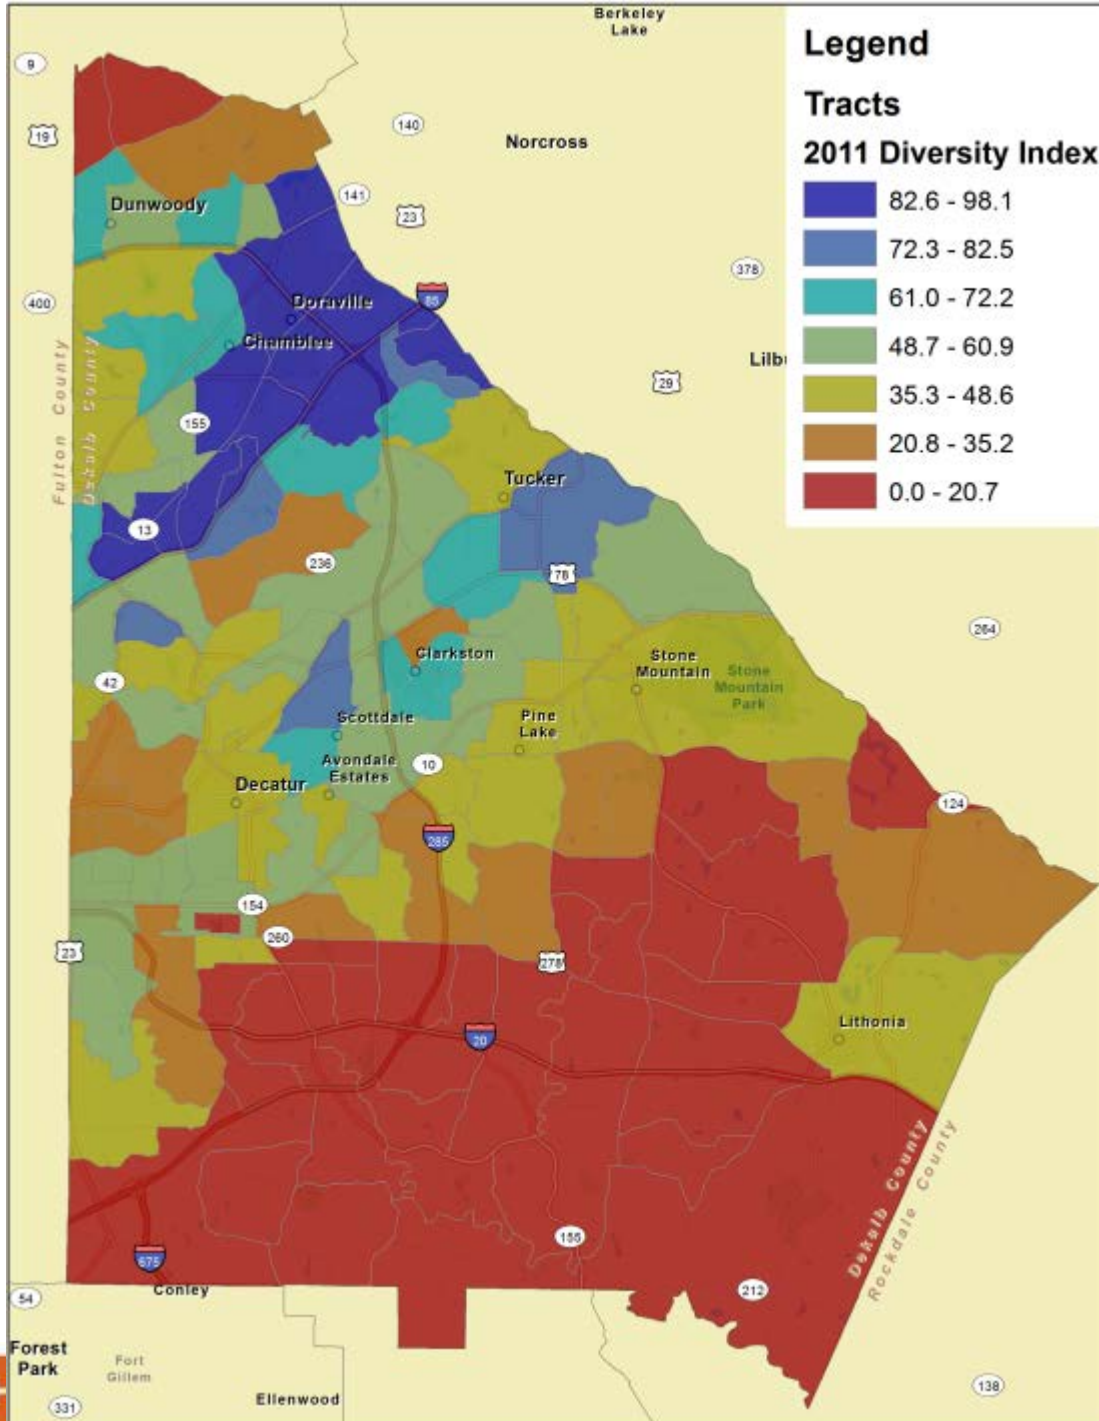 Berkeley
Lake
Legend
Tracts
2011 Diversity Index
82.6 - 98.1
72.3 - 82.5
61.0 - 72.2
48.7 - 60.9
35.3 - 48.6
20.8 - 35.2
0.0 - 20.7
9
19
140
Norcross
141
Dunwoody
23
378
400
85
Doraville
Chamblee
Lilbu
29
Fulton County
Dekalb County
155
Tucker
13
236
78
264
Clarkston
Stone
Mountain
Stone
Mountain
Park
42
Scottdale
Pine
Lake
Avondale
Estates
10
Decatur
124
285
154
260
23
278
Lithonia
20
Dekalb County
Rockdale County
155
675
Conley
212
54
Forest
Park
Fort
Gillem
Ellenwood
138
331